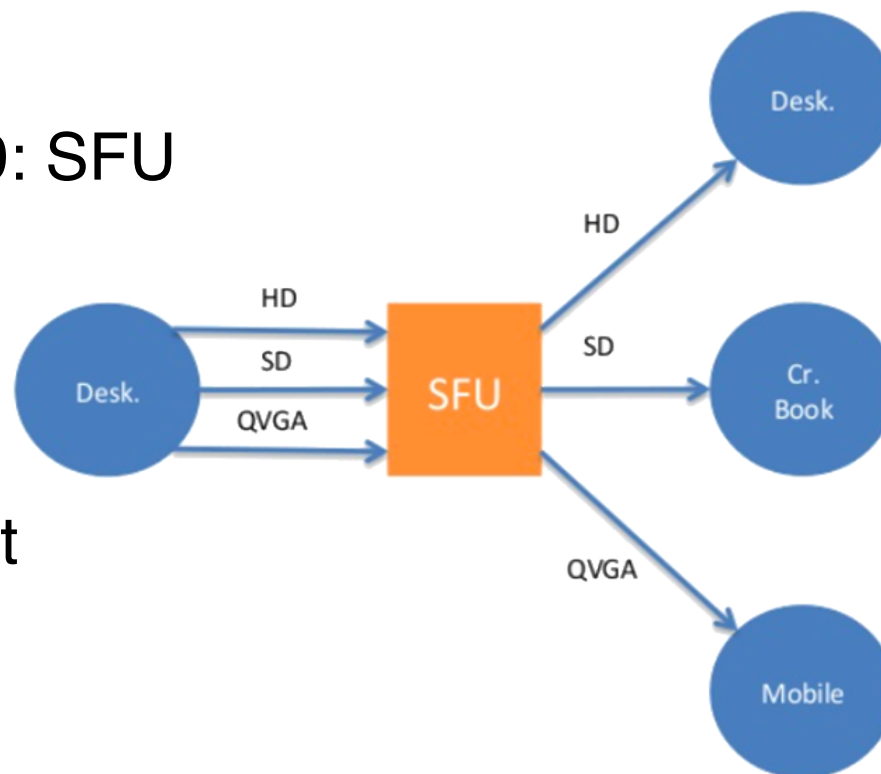 : SFU
HD
SD
QVGA
Desk.
SFU
HD
SD
QVGA
Desk.
Cr.
Book
Mobile
t